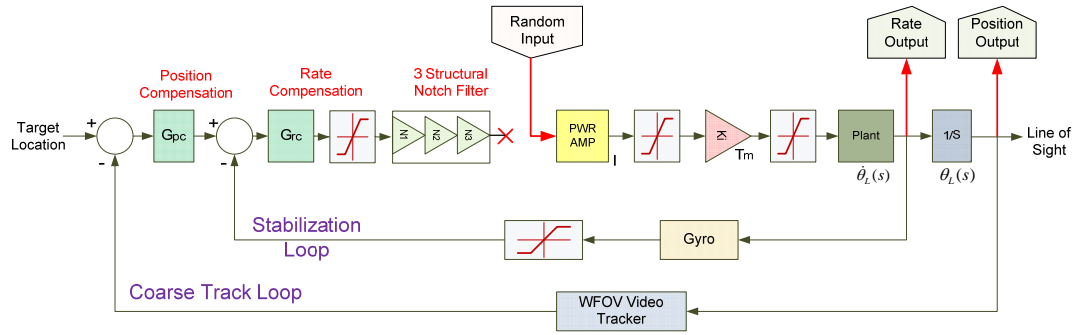 Random
Input
Rate
Output
Position
Output
Position
Compensation
Rate
Compensation
3 Structural
Notch Filter
Target
Location
+
-
Gpc
+
-
Grc
N1
N2
N3
PWR
AMP
I
Kt
Tm
Plant
θ̇L(s)
1/S
θL(s)
Line of
Sight
Stabilization
Loop
Gyro
Coarse Track Loop
WFOV Video
Tracker